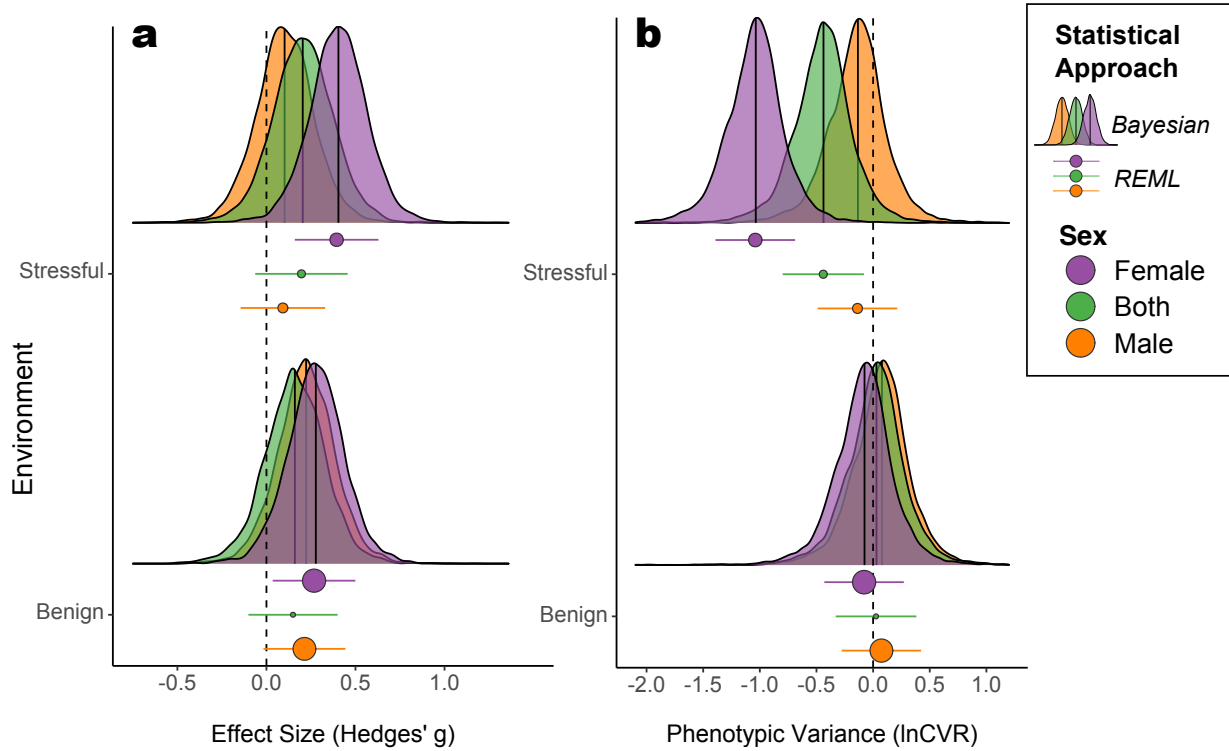 a
b
Environment
Stressful
Benign
-0.5
0.0
0.5
1.0
Effect Size (Hedges' g)
Stressful
Benign
-2.0
-1.5
-1.0
-0.5
0.0
0.5
1.0
Phenotypic Variance (lnCVR)
Statistical
Approach
Bayesian
REML
Sex
Female
Both
Male